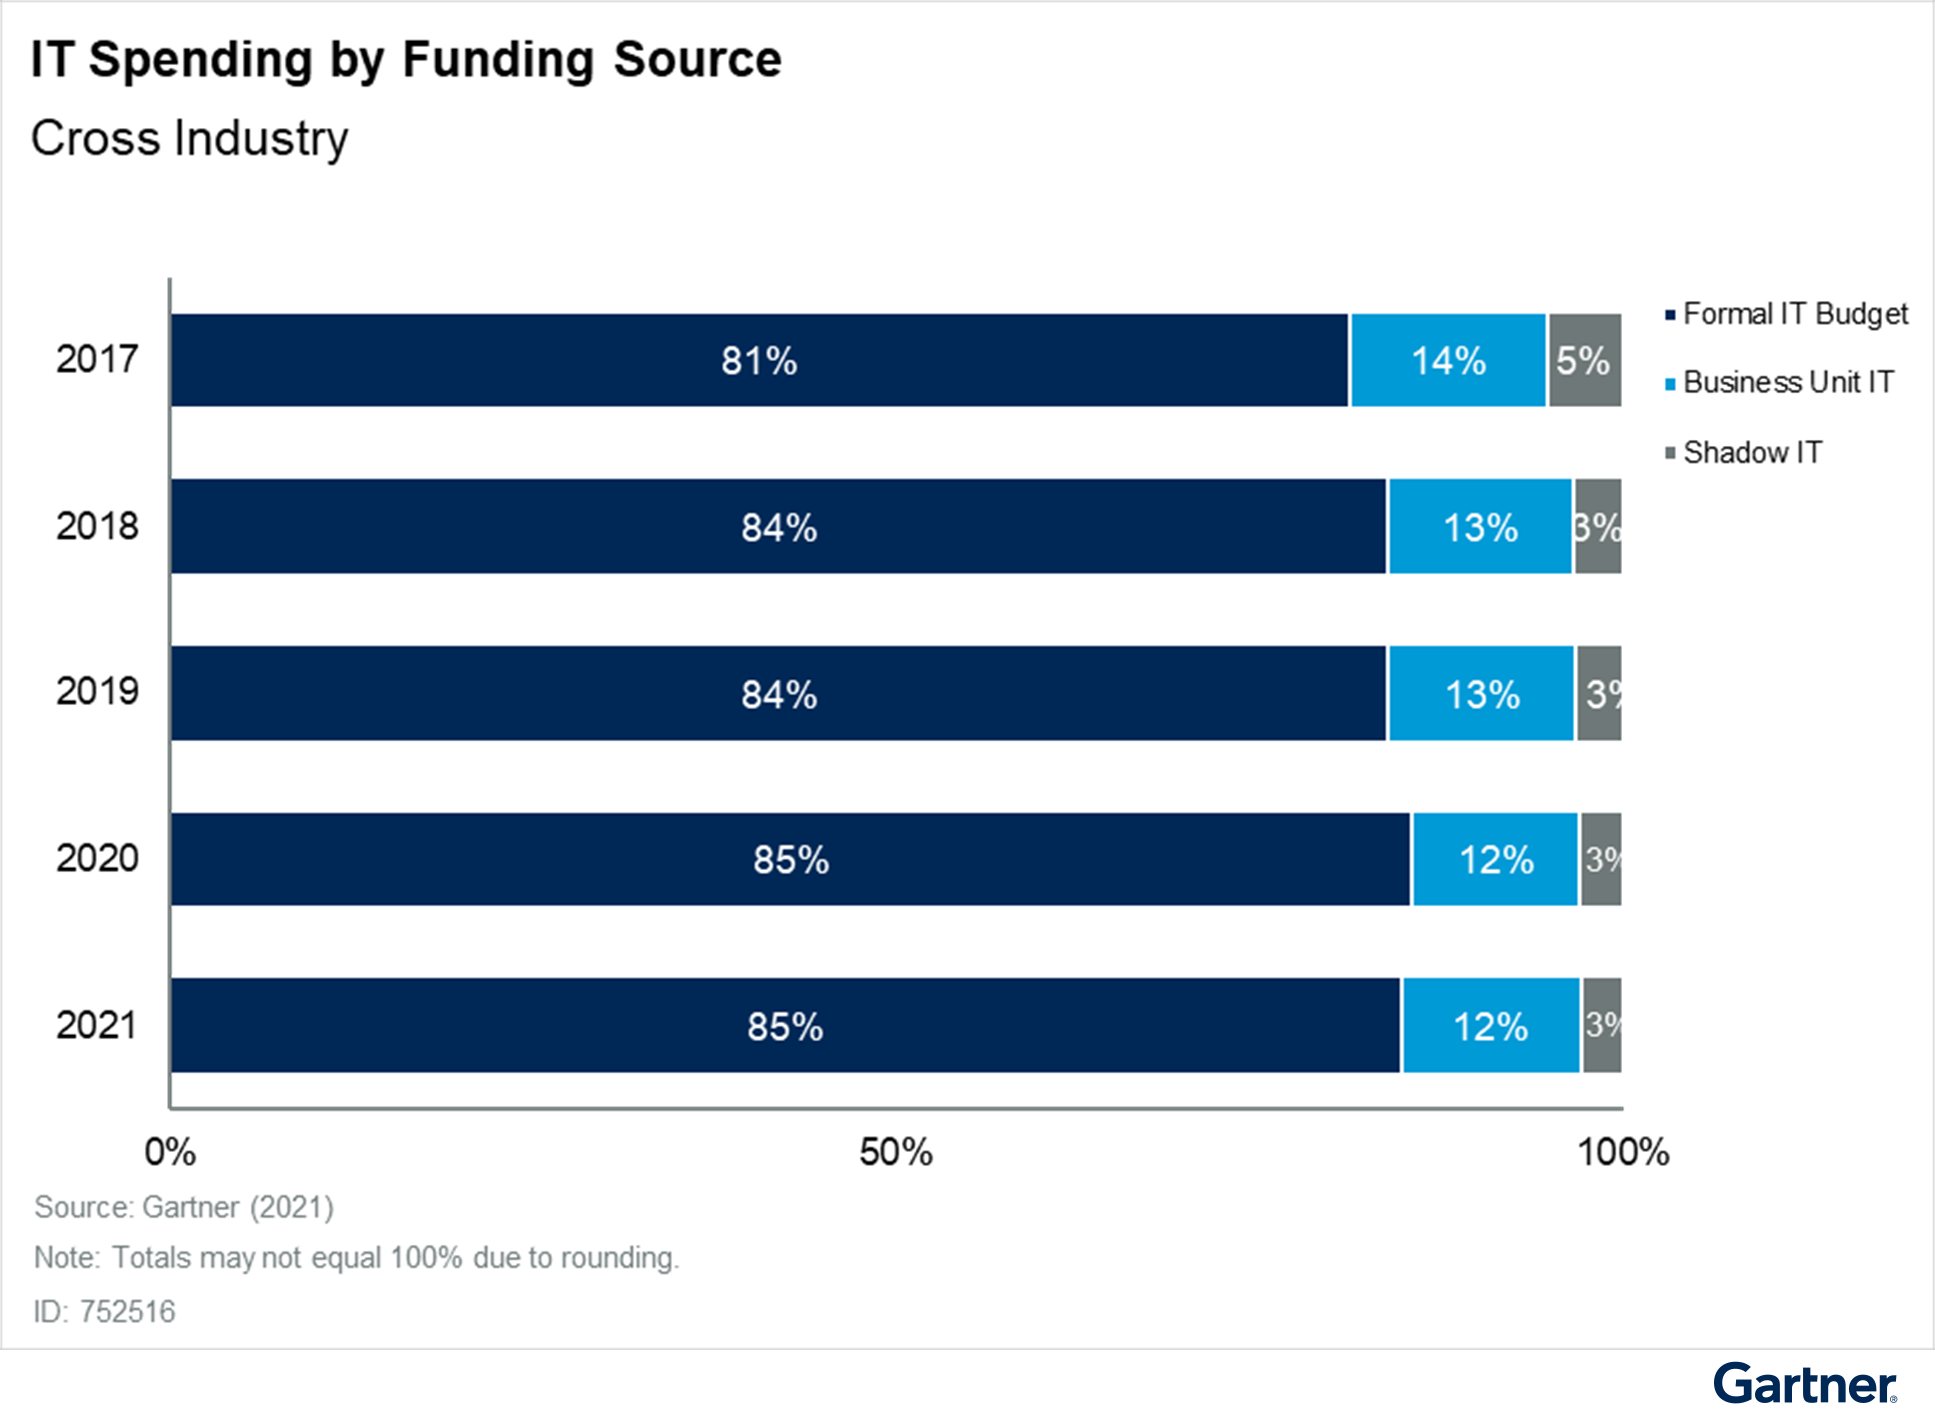 IT Spending by Funding Source
Cross Industry
2017 81% 14% 5%
Formal IT Budget
Business Unit IT
Shadow IT
2018 84% 13% 3%
2019 84% 13% 3%
2020 85% 12% 3%
2021 85% 12% 3%
0% 50% 100%
Source: Gartner (2021)
Note: Totals may not equal 100% due to rounding.
ID: 752516
Gartner®